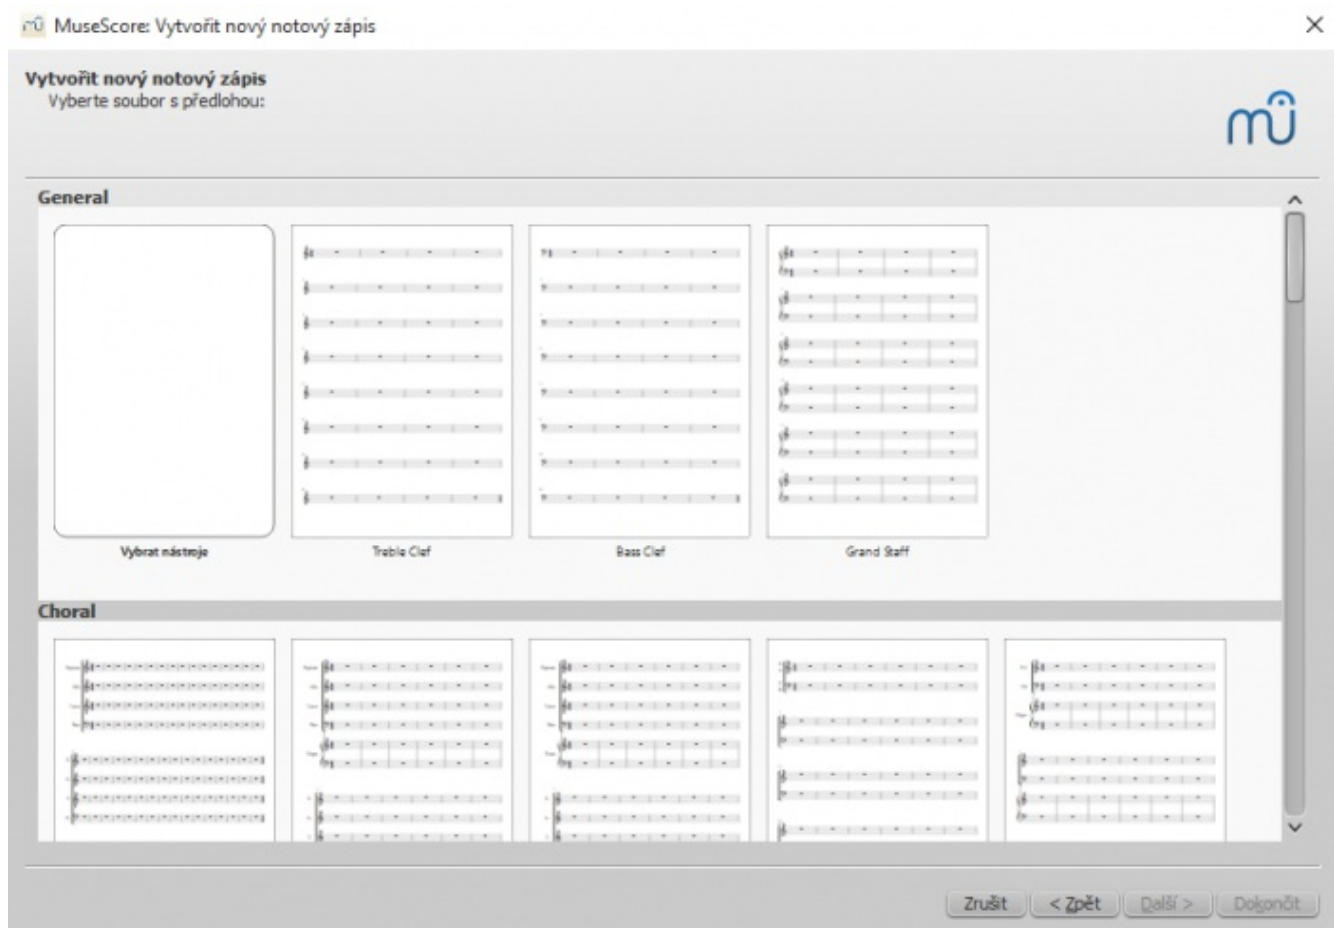 MuseScore: Vytvořit nový notový zápis
Vytvořit nový notový zápis
Vyberte soubor s předlohou:
General
Vybrat nástroje
Treble Clef
Bass Clef
Grand Staff
Choral
Zrušit
< Zpět
Další >
Dokončit